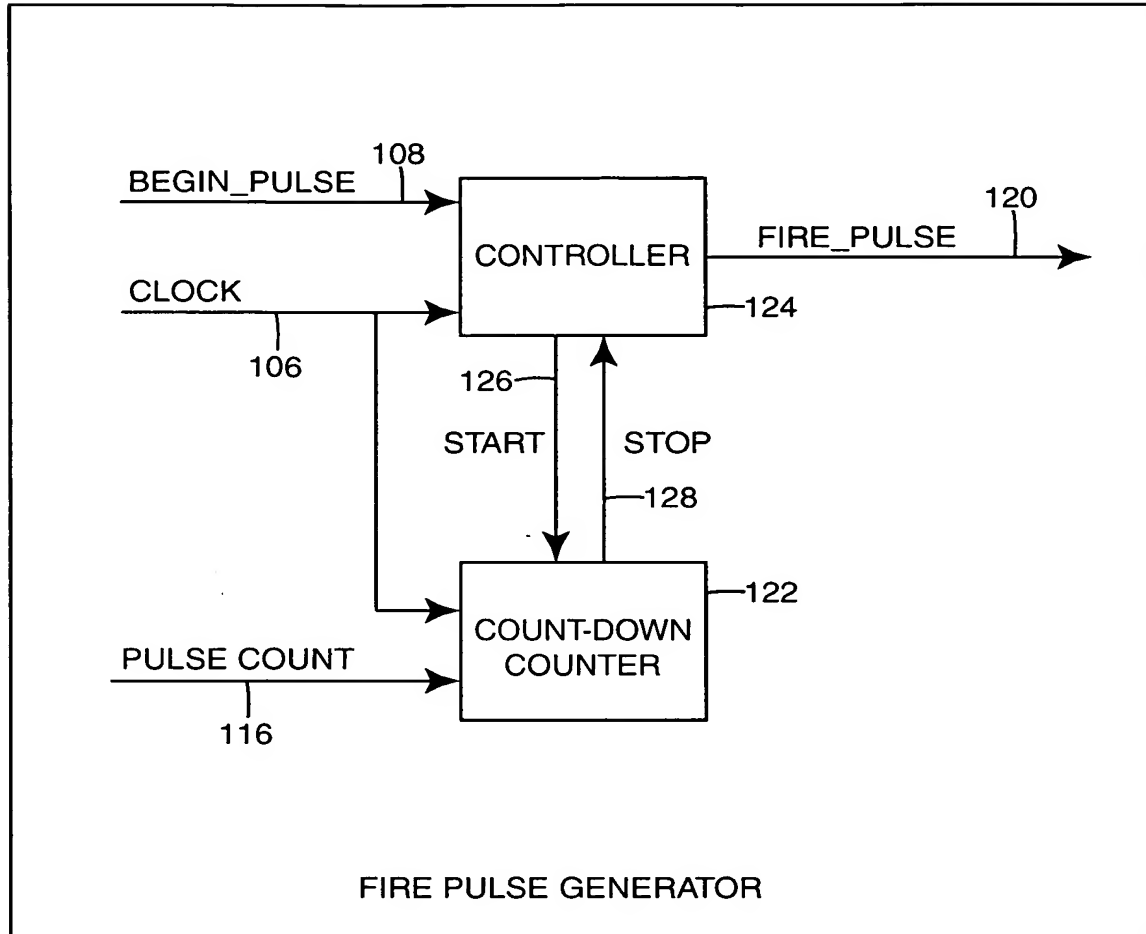 108
BEGIN_PULSE
120
CONTROLLER
FIRE_PULSE
CLOCK
124
106
126
START
STOP
128
122
COUNT-DOWN
COUNTER
PULSE COUNT
116
FIRE PULSE GENERATOR